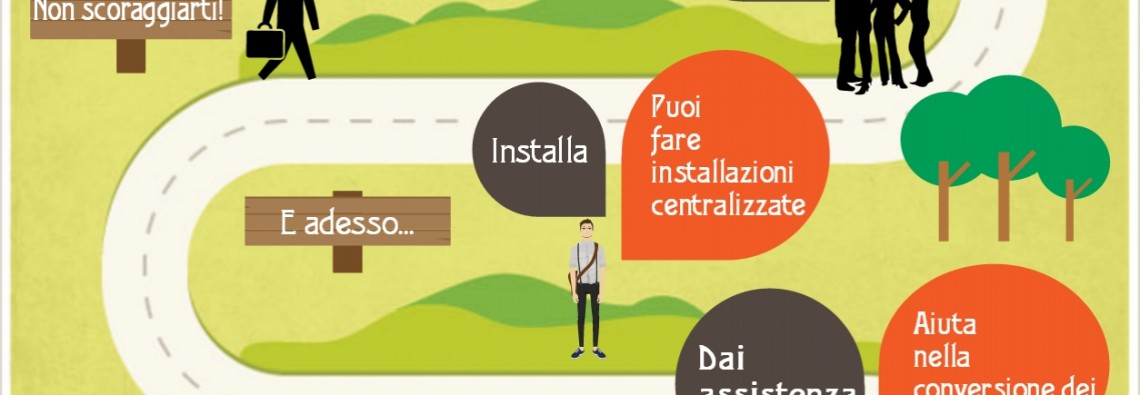 Non scoraggiarti!
Installa
Puoi
fare
installazioni
centralizzate
E adesso...
Dai
assistenza
Aiuta
nella
conversione dei